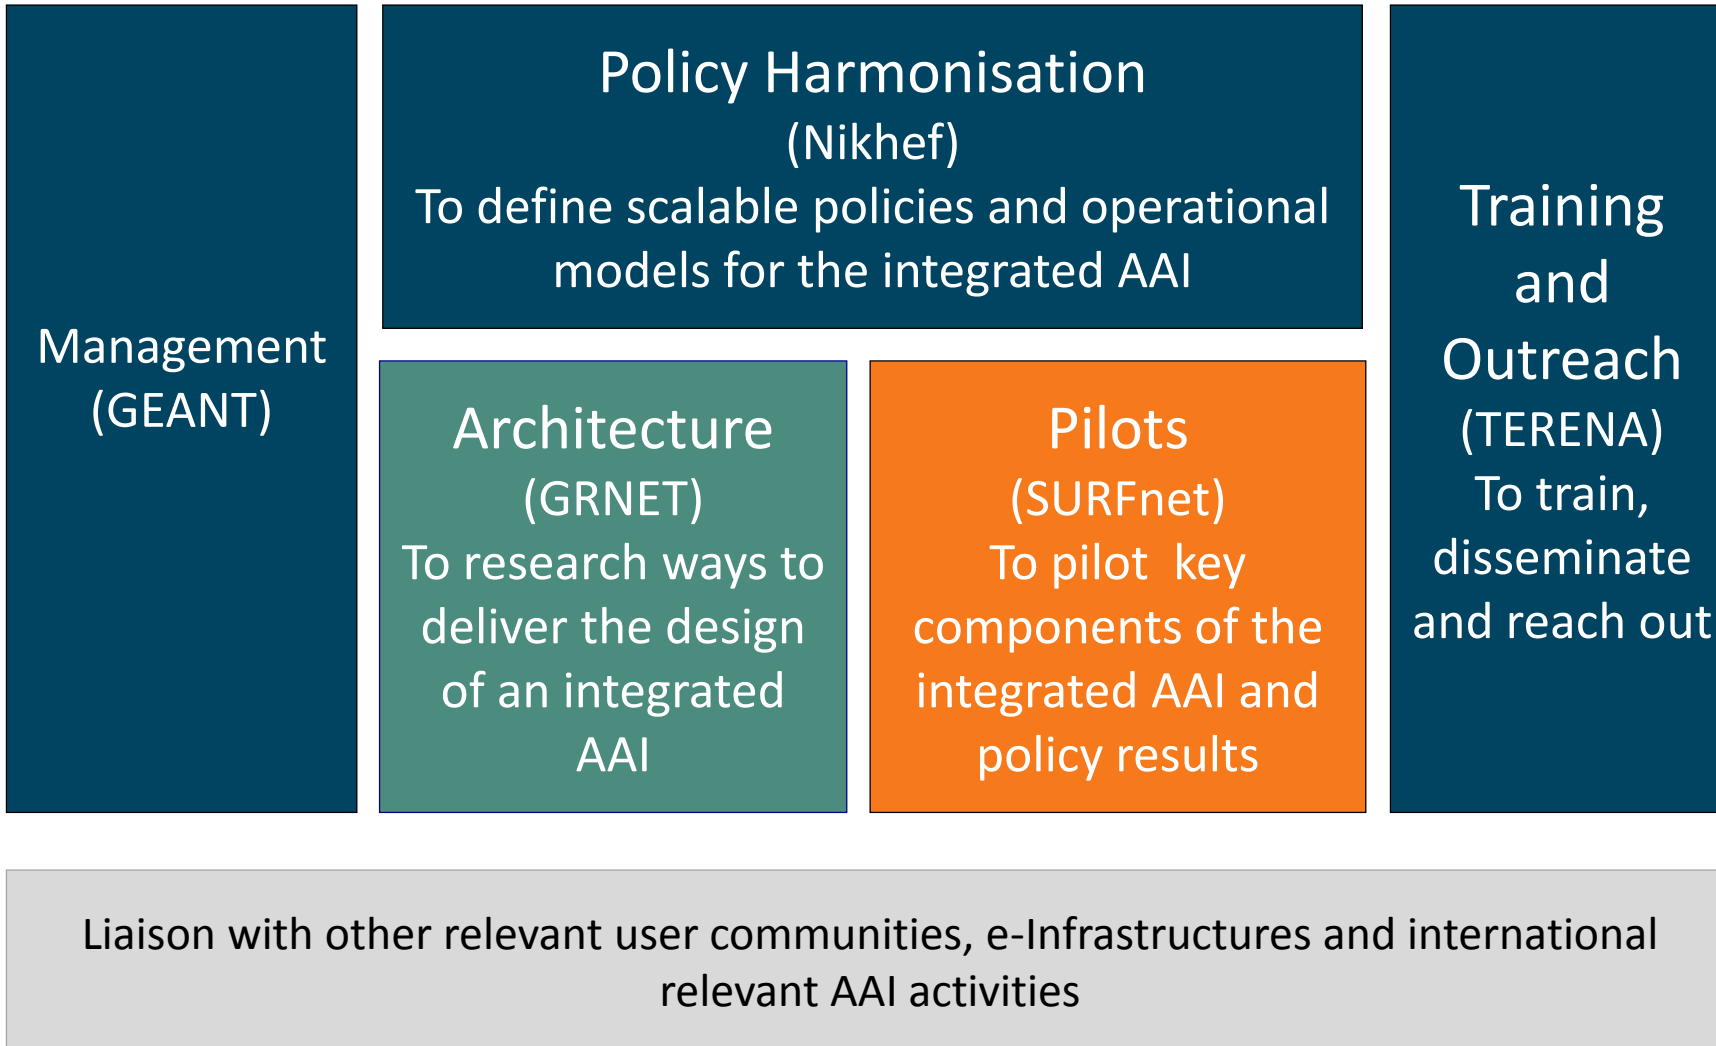 Management
(GEANT)
Policy Harmonisation
(Nikhef)
To define scalable policies and operational
models for the integrated AAI
Architecture
(GRNET)
To research ways to
deliver the design
of an integrated
AAI
Pilots
(SURFnet)
To pilot  key
components of the
integrated AAI and
policy results
Training
and
Outreach
(TERENA)
To train,
disseminate
and reach out
Liaison with other relevant user communities, e-Infrastructures and international
relevant AAI activities